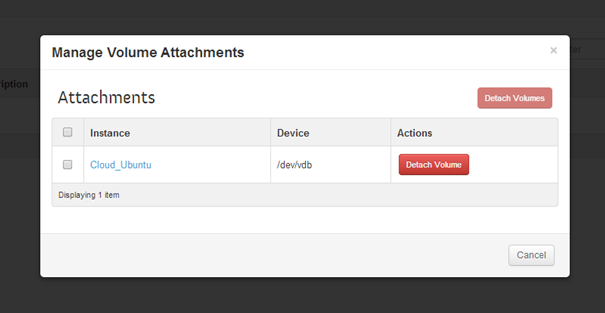 Manage Volume Attachments ×
Attachments Detach Volumes
Instance Device Actions
Cloud_Ubuntu /dev/vdb Detach Volume
Displaying 1 item
Cancel
ription